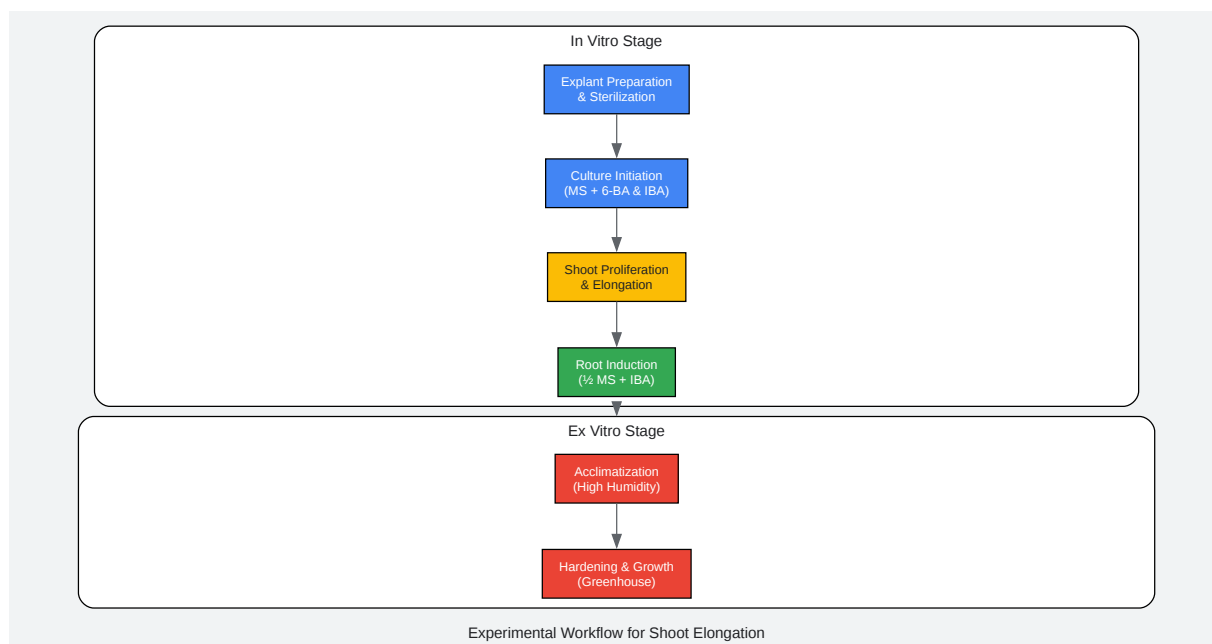 In Vitro Stage
Explant Preparation
& Sterilization
Culture Initiation
(MS + 6-BA & IBA)
Shoot Proliferation
& Elongation
Root Induction
(½ MS + IBA)
Ex Vitro Stage
Acclimatization
(High Humidity)
Hardening & Growth
(Greenhouse)
Experimental Workflow for Shoot Elongation